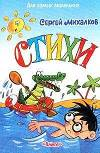 Для самых маленьких
Сергей Михалков
СТИХИ